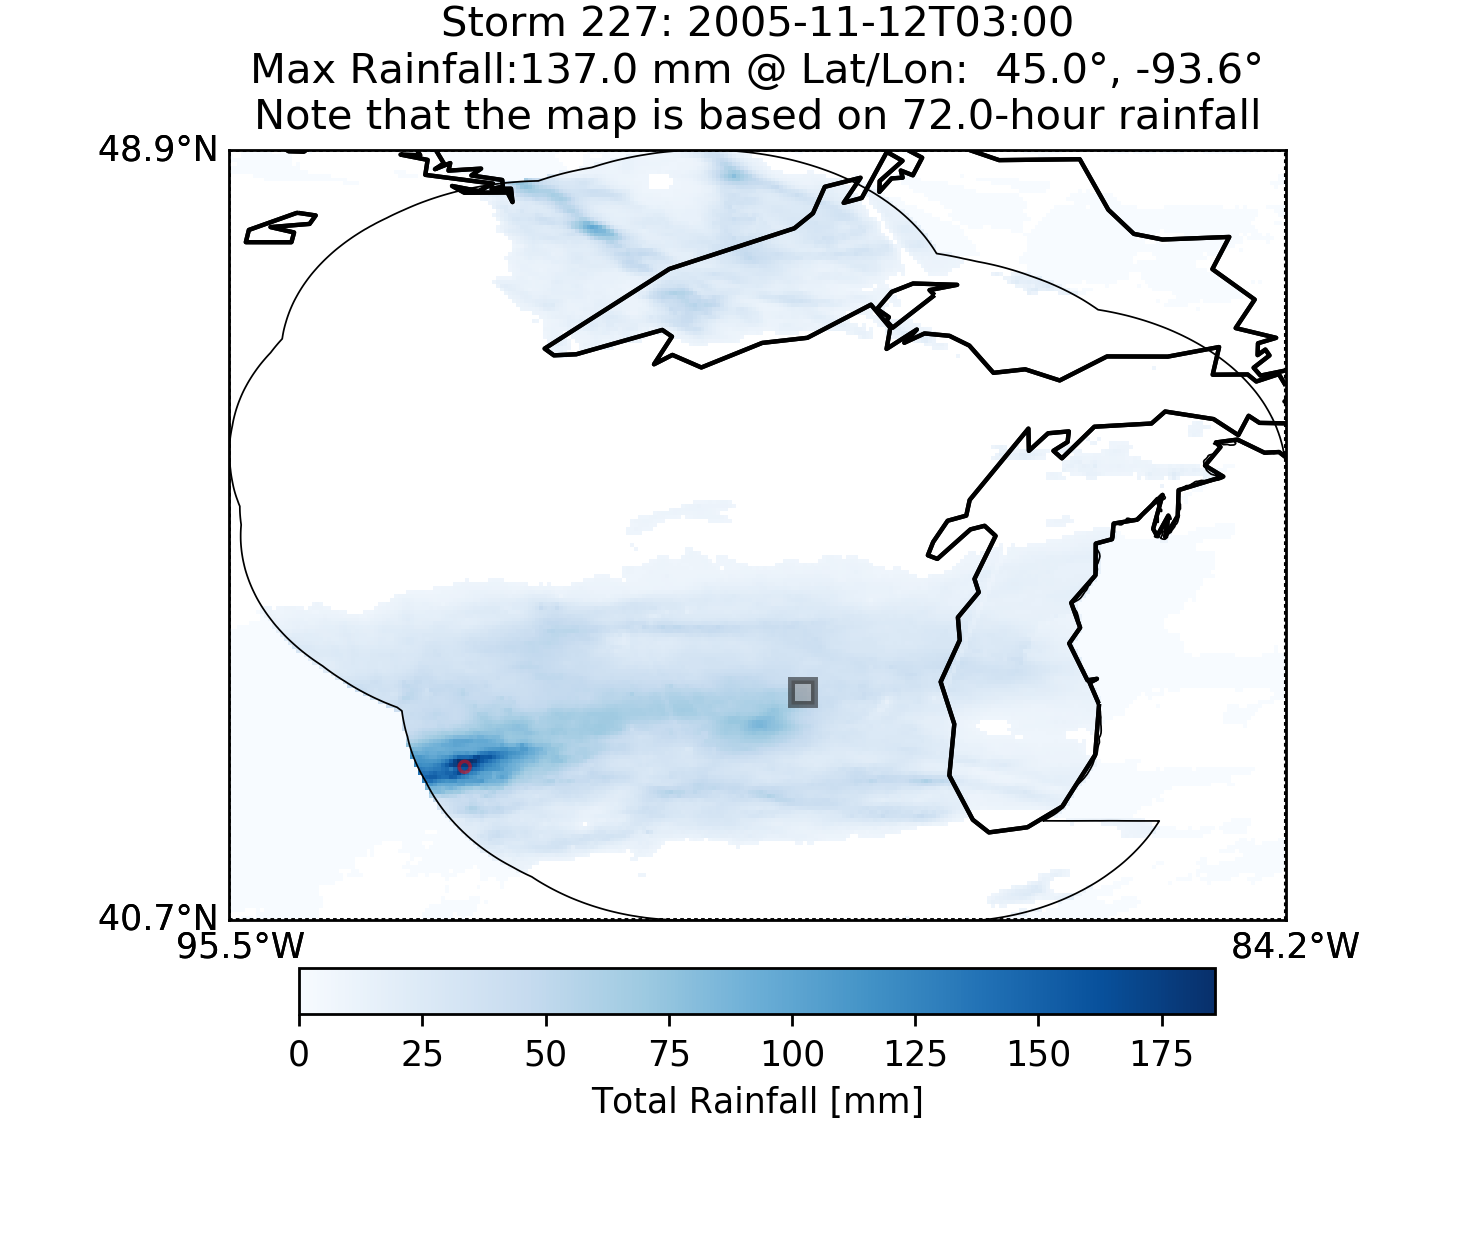 Storm 227: 2005-11-12T03:00
Max Rainfall:137.0 mm @ Lat/Lon:  45.0°, -93.6°
Note that the map is based on 72.0-hour rainfall
48.9°N
40.7°N
95.5°W 84.2°W
0 25 50 75 100 125 150 175
Total Rainfall [mm]